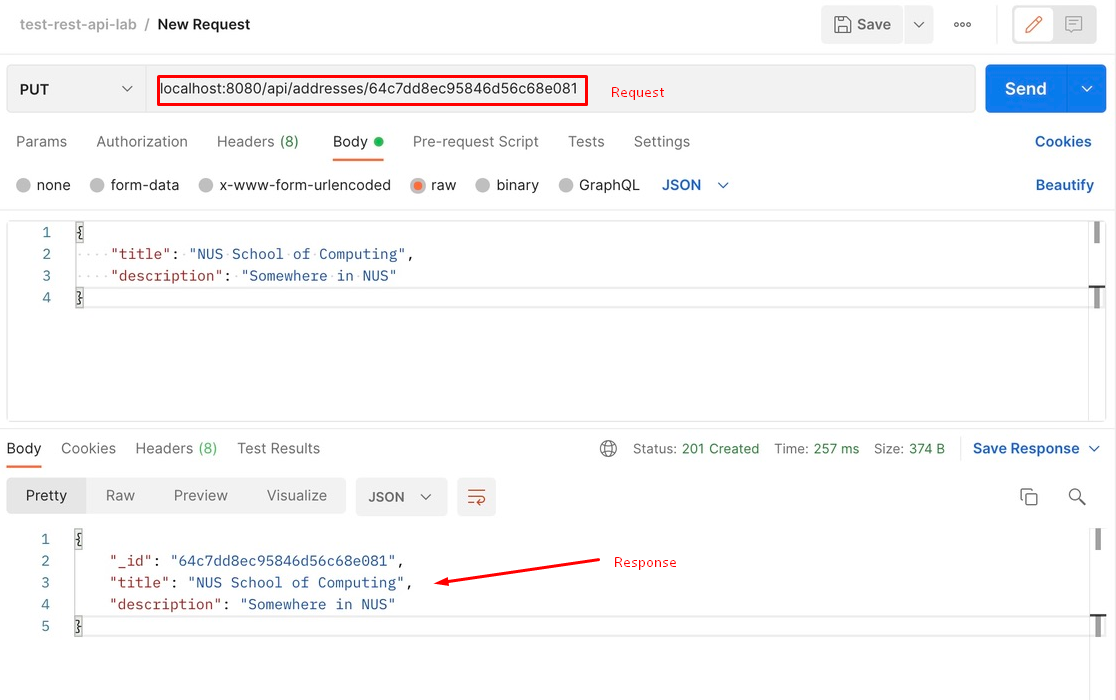 test-rest-api-lab / New Request
Save
PUT
localhost:8080/api/addresses/64c7dd8ec95846d56c68e081
Request
Send
Params Authorization Headers (8) Body Pre-request Script Tests Settings Cookies
none form-data x-www-form-urlencoded raw binary GraphQL JSON Beautify
1 {
2 "title": "NUS School of Computing",
3 "description": "Somewhere in NUS"
4 }
Body Cookies Headers (8) Test Results Status: 201 Created Time: 257 ms Size: 374 B Save Response
Pretty Raw Preview Visualize JSON
1 {
2 "_id": "64c7dd8ec95846d56c68e081",
3 "title": "NUS School of Computing",
4 "description": "Somewhere in NUS"
5 }
Response